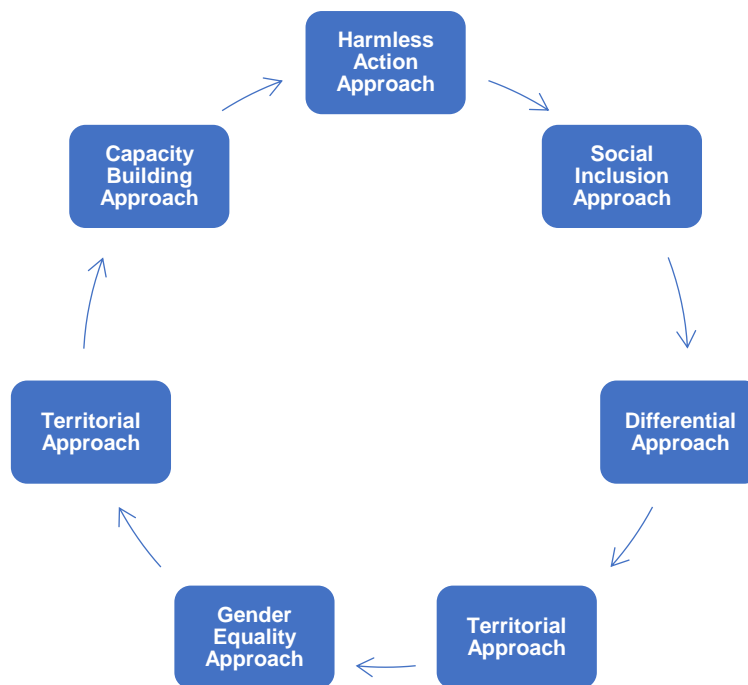 Harmless
Action
Approach
Social
Inclusion
Approach
Differential
Approach
Territorial
Approach
Gender
Equality
Approach
Territorial
Approach
Capacity
Building
Approach